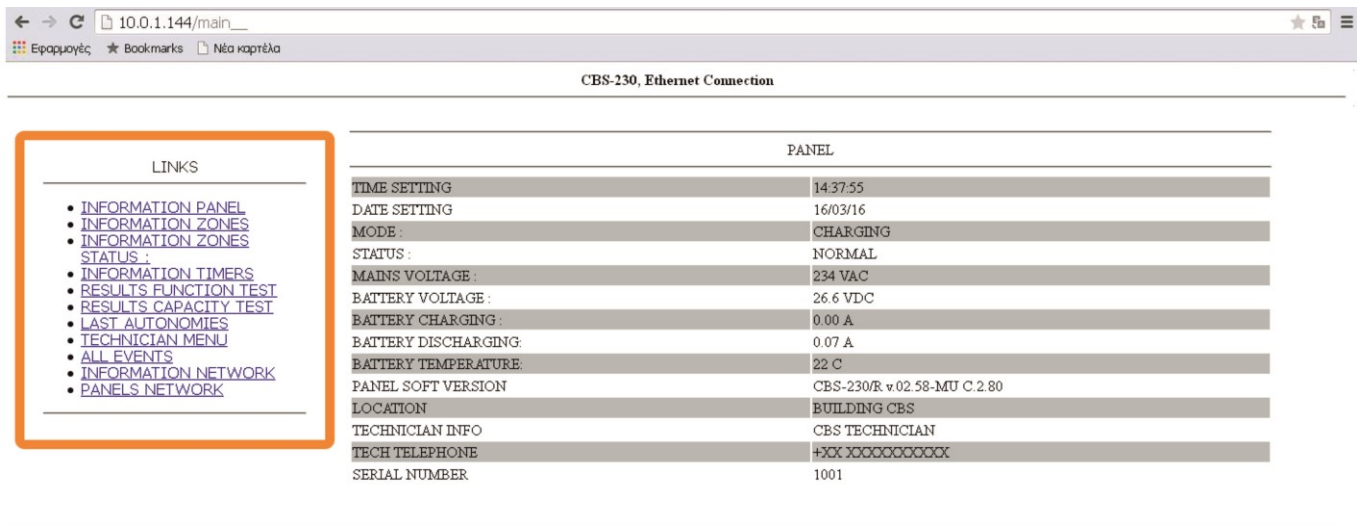 10.0.1.144/main__
Εφαρμογές Bookmarks Νέα καρτέλα
CBS-230, Ethernet Connection
LINKS
INFORMATION PANEL
INFORMATION ZONES
INFORMATION ZONES
STATUS :
INFORMATION TIMERS
RESULTS FUNCTION TEST
RESULTS CAPACITY TEST
LAST AUTONOMIES
TECHNICIAN MENU
ALL EVENTS
INFORMATION NETWORK
PANELS NETWORK
PANEL
TIME SETTING 14:37:55
DATE SETTING 16/03/16
MODE : CHARGING
STATUS : NORMAL
MAINS VOLTAGE : 234 VAC
BATTERY VOLTAGE : 26.6 VDC
BATTERY CHARGING : 0.00 A
BATTERY DISCHARGING: 0.07 A
BATTERY TEMPERATURE: 22 C
PANEL SOFT VERSION CBS-230/R v.02.58-MU C.2.80
LOCATION BUILDING CBS
TECHNICIAN INFO CBS TECHNICIAN
TECH TELEPHONE +XX XXXXXXXXXX
SERIAL NUMBER 1001